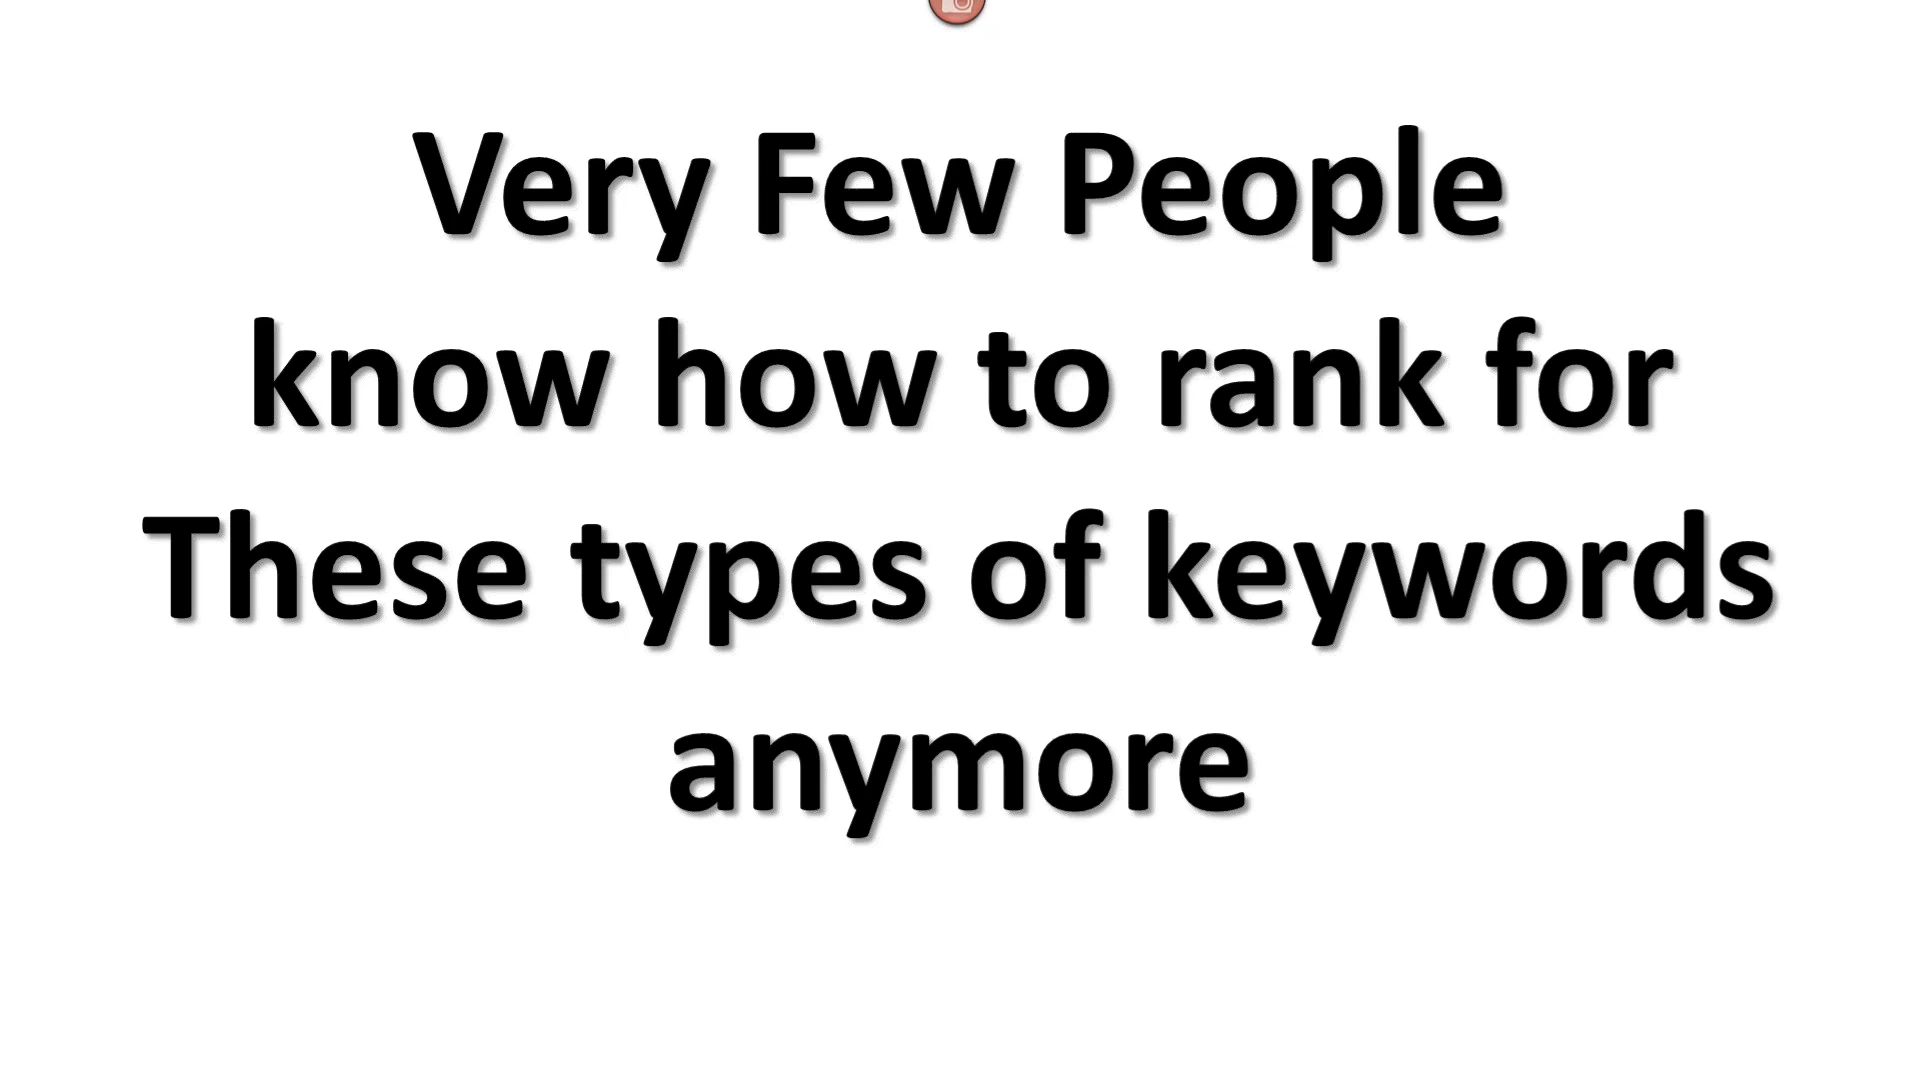 Very Few People
know how to rank for
These types of keywords
anymore